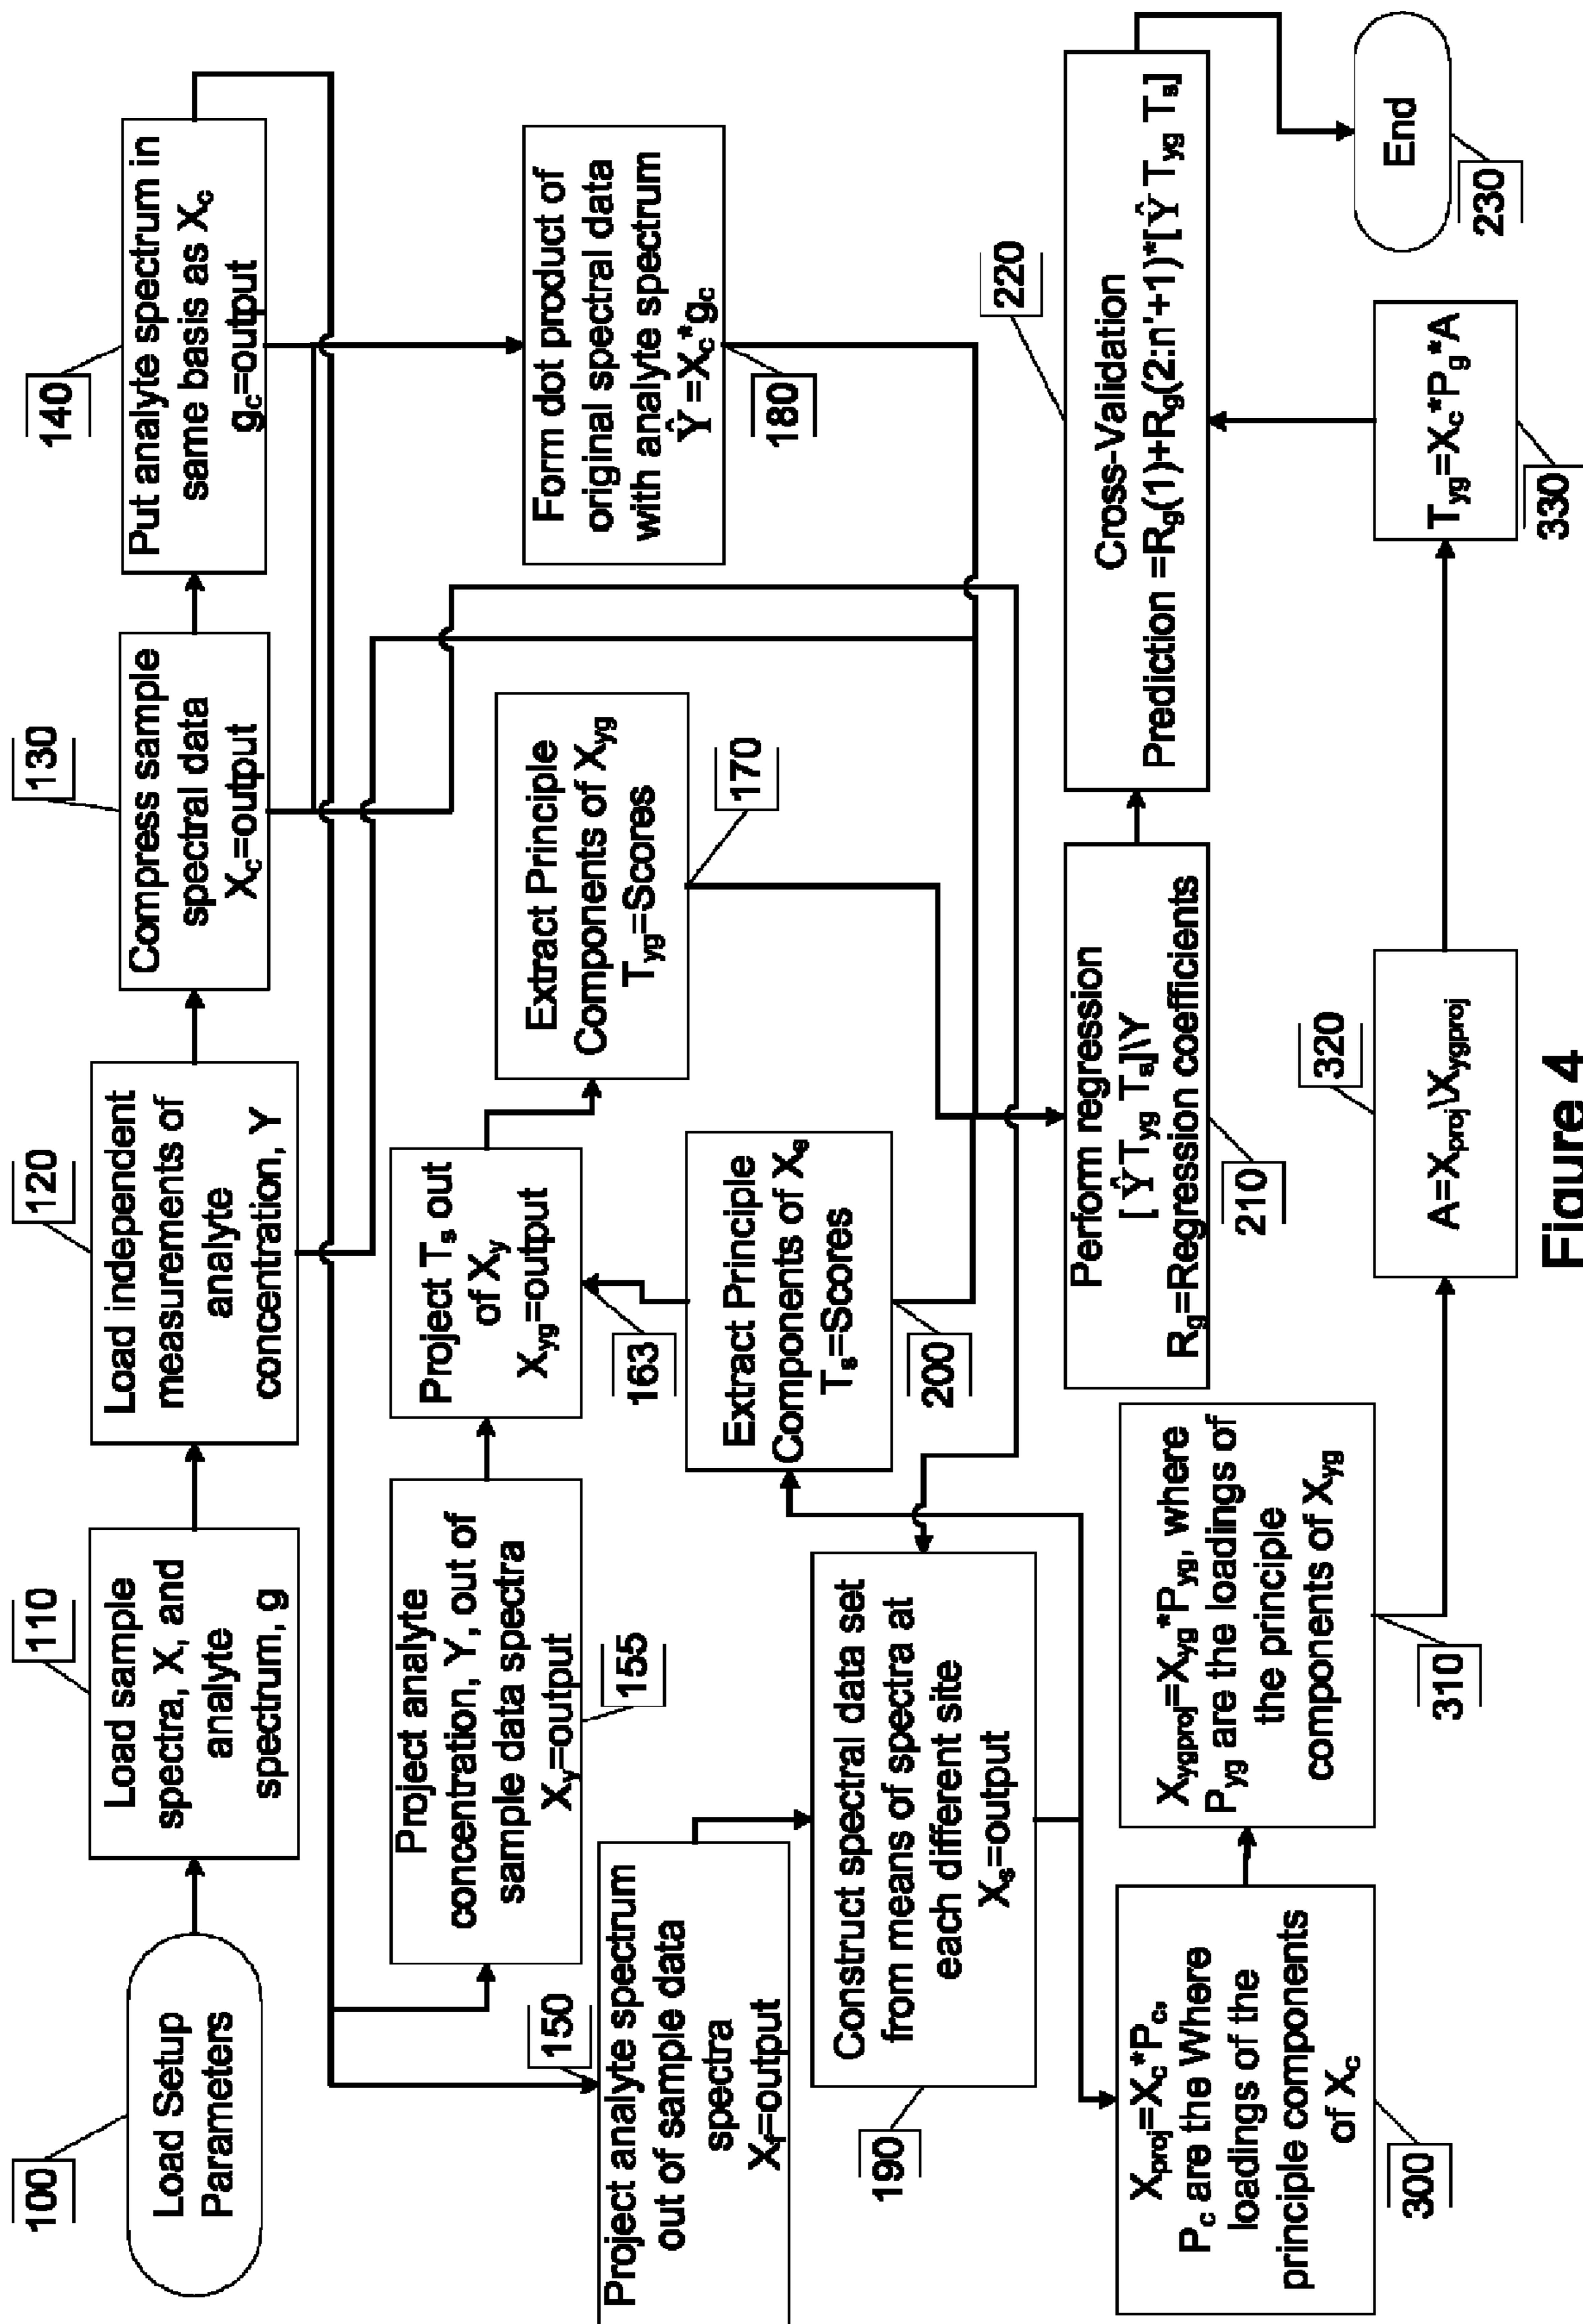 100
Load Setup
Parameters
110
Load sample
spectra, X, and
analyte
spectrum, g
120
Load independent
measurements of
analyte
concentration, Y
130
Compress sample
spectral data
X_c=output
140
Put analyte spectrum in
same basis as X_c
g_c=output
150
Project analyte spectrum
out of sample data
spectra
X_f=output
Project analyte
concentration, Y, out of
sample data spectra
X_y=output
155
Project T_s out
of X_y
X_yg=output
163
Extract Principle
Components of X_yg
T_yg=Scores
170
Form dot product of
original spectral data
with analyte spectrum
Ŷ=X_c*g_c
180
Construct spectral data set
from means of spectra at
each different site
X_s=output
190
Extract Principle
Components of X_s
T_s=Scores
200
Perform regression
[ Ŷ T_yg T_s]\Y
R_g=Regression coefficients
210
220
Cross-Validation
Prediction =R_g(1)+R_g(2:n'+1)*[Ŷ T_yg T_s]
End
230
X_proj=X_c*P_c,
P_c are the Where
loadings of the
principle components
of X_c
300
X_ygproj=X_yg*P_yg, where
P_yg are the loadings of
the principle
components of X_yg
310
320
A=X_proj\X_ygproj
T_yg=X_c*P_g*A
330
Figure 4